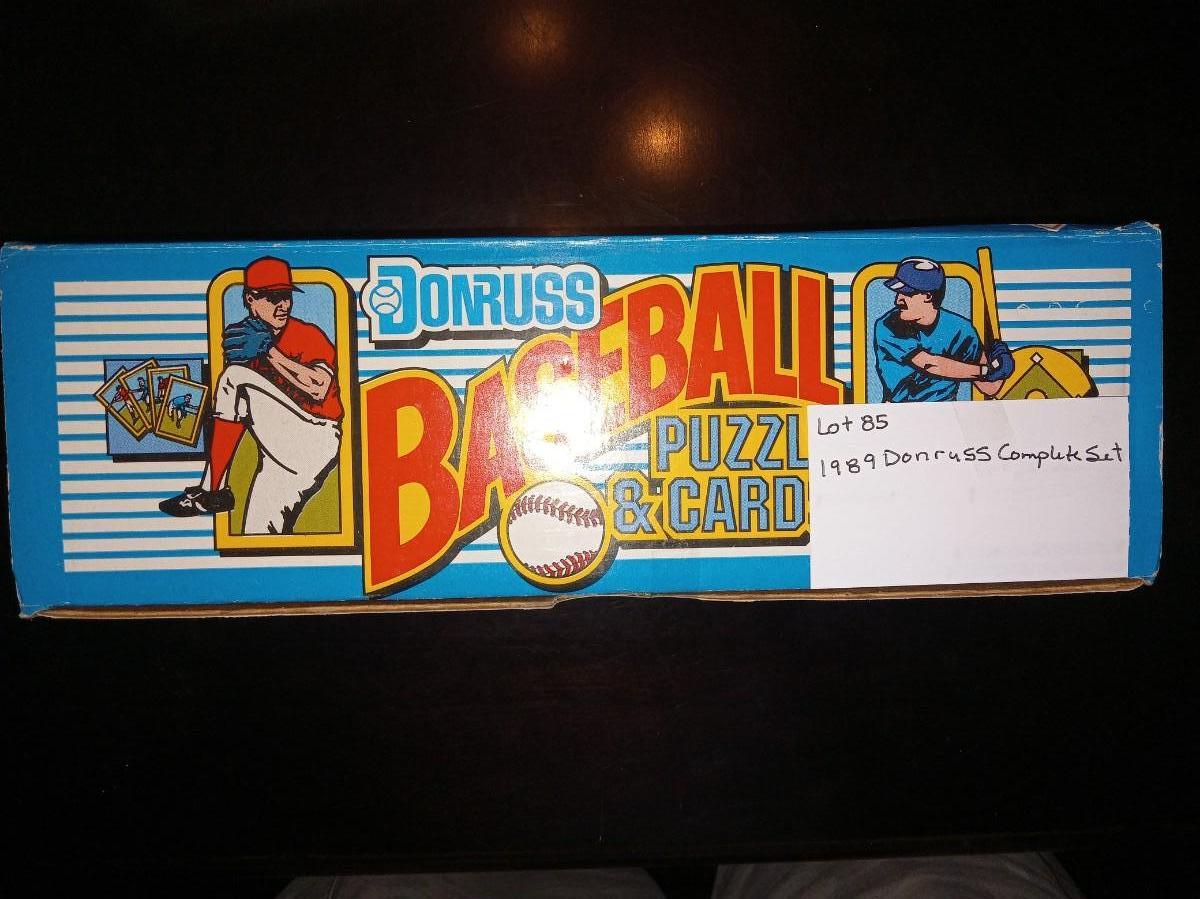 DONRUSS
BASEBALL
PUZZL
& CARD
Lot 85
1989 Donruss Complete Set